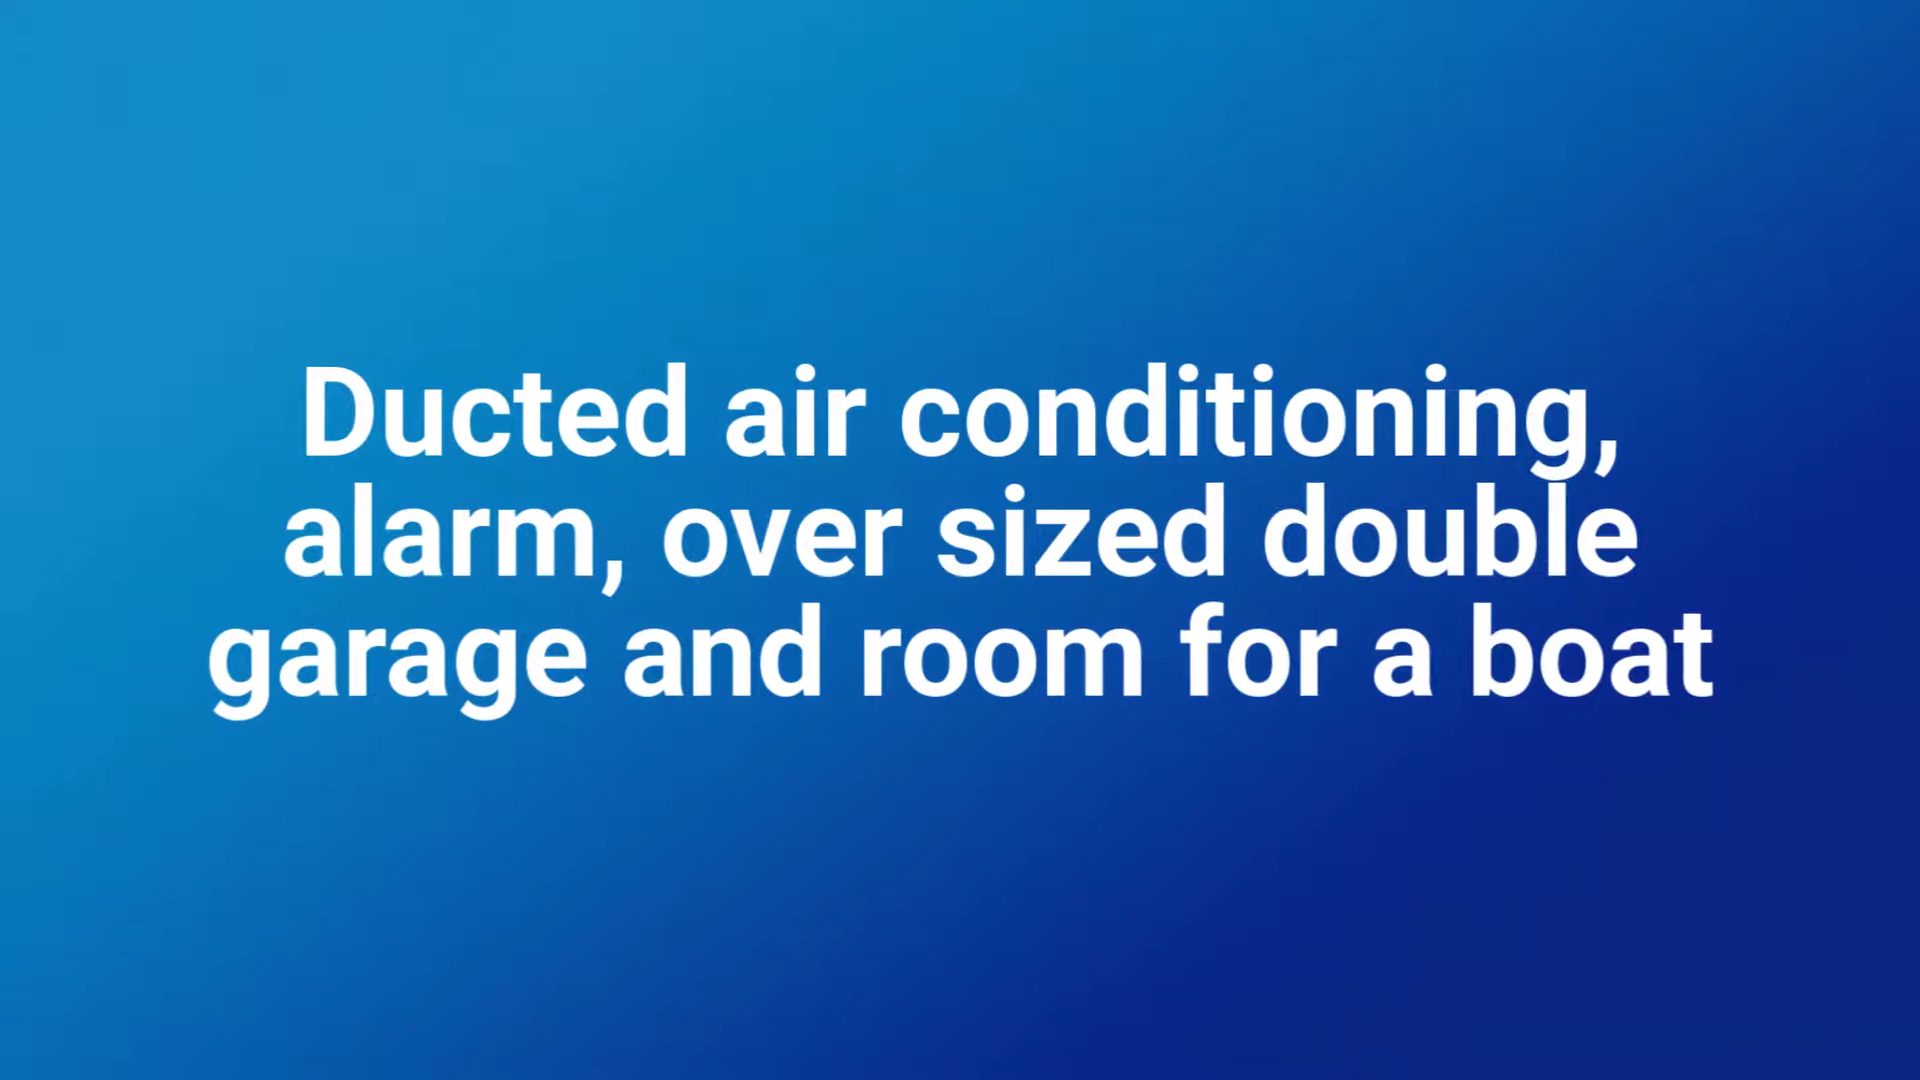 Ducted air conditioning,
alarm, over sized double
garage and room for a boat